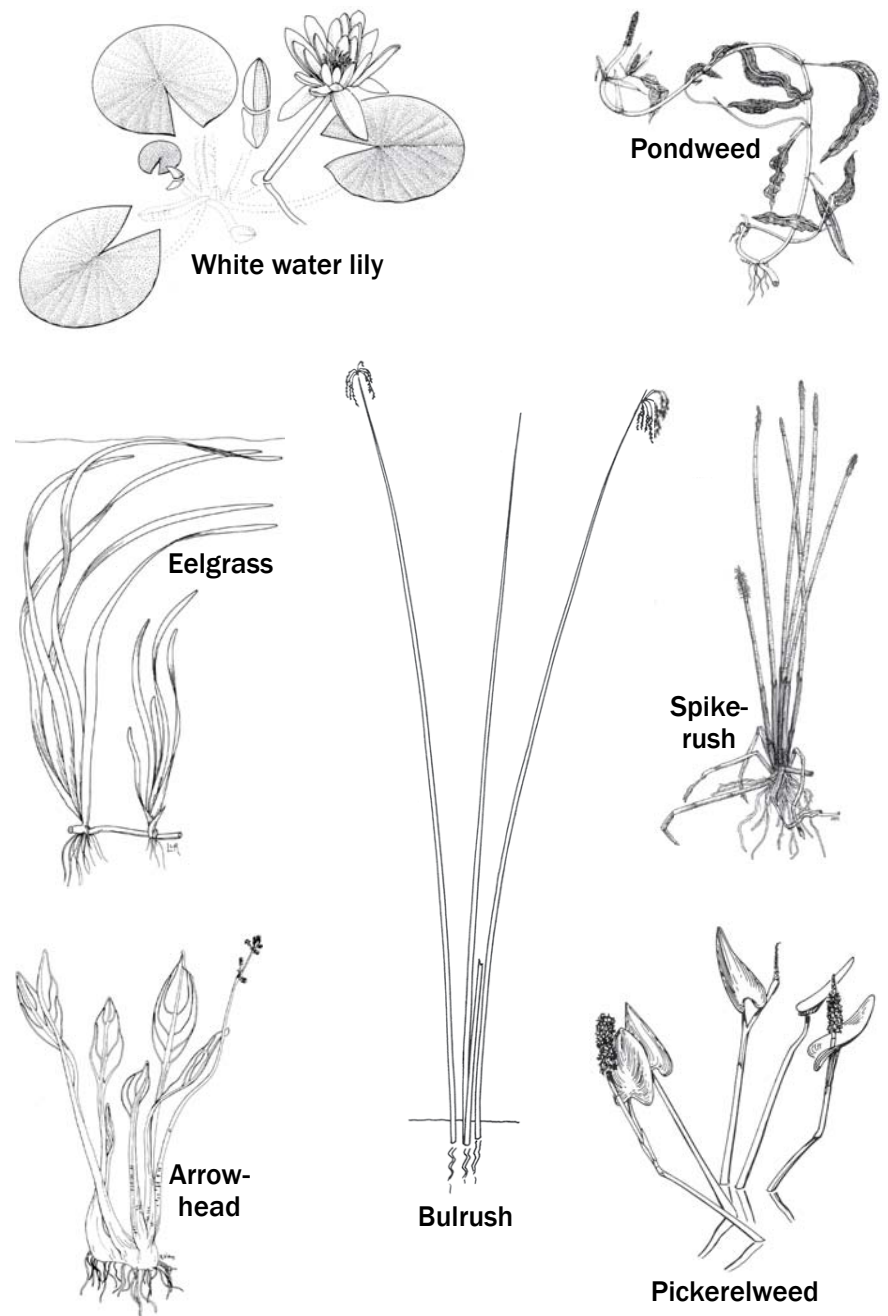 Pondweed
White water lily
Eelgrass
Spike-
rush
Arrow-
head
Bulrush
Pickerelweed